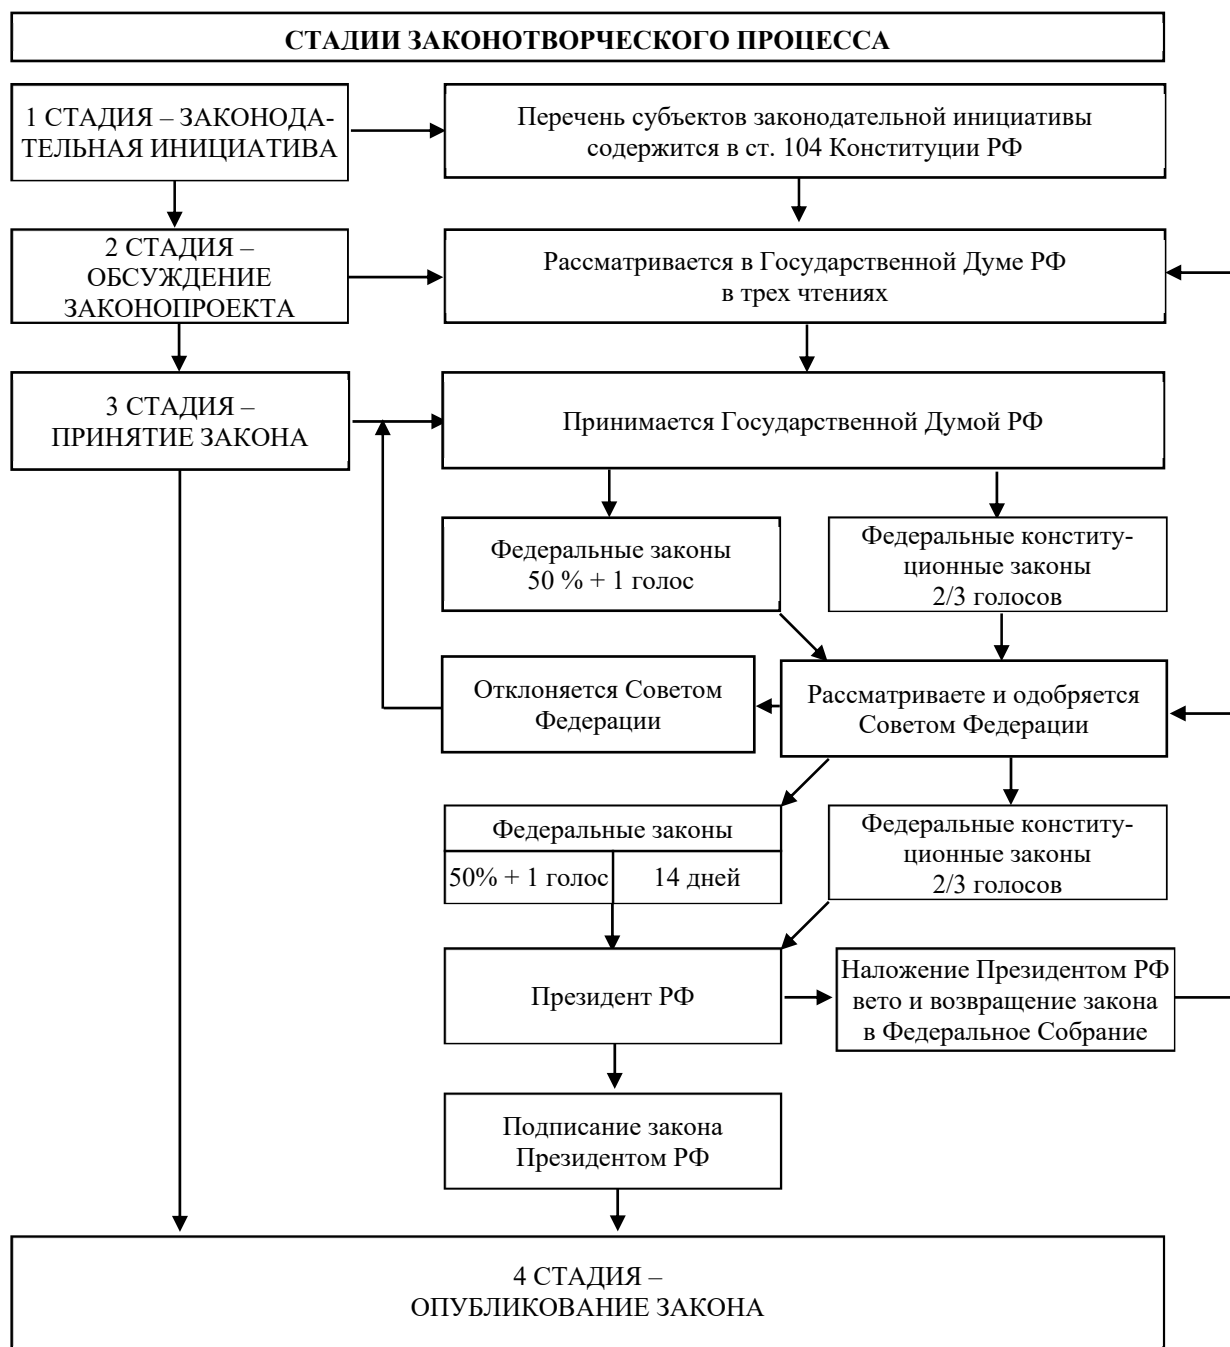 СТАДИИ ЗАКОНОТВОРЧЕСКОГО ПРОЦЕССА
1 СТАДИЯ – ЗАКОНОДА-
ТЕЛЬНАЯ ИНИЦИАТИВА
Перечень субъектов законодательной инициативы
содержится в ст. 104 Конституции РФ
2 СТАДИЯ –
ОБСУЖДЕНИЕ
ЗАКОНОПРОЕКТА
Рассматривается в Государственной Думе РФ
в трех чтениях
3 СТАДИЯ –
ПРИНЯТИЕ ЗАКОНА
Принимается Государственной Думой РФ
Федеральные законы
50 % + 1 голос
Федеральные конститу-
ционные законы
2/3 голосов
Отклоняется Советом
Федерации
Рассматриваете и одобряется
Советом Федерации
Федеральные законы
50% + 1 голос
14 дней
Федеральные конститу-
ционные законы
2/3 голосов
Президент РФ
Наложение Президентом РФ
вето и возвращение закона
в Федеральное Собрание
Подписание закона
Президентом РФ
4 СТАДИЯ –
ОПУБЛИКОВАНИЕ ЗАКОНА